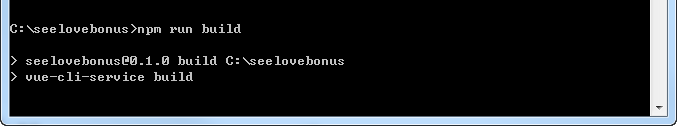 C:\seelovebonus>npm run build
> seelovebonus@0.1.0 build C:\seelovebonus
> vue-cli-service build